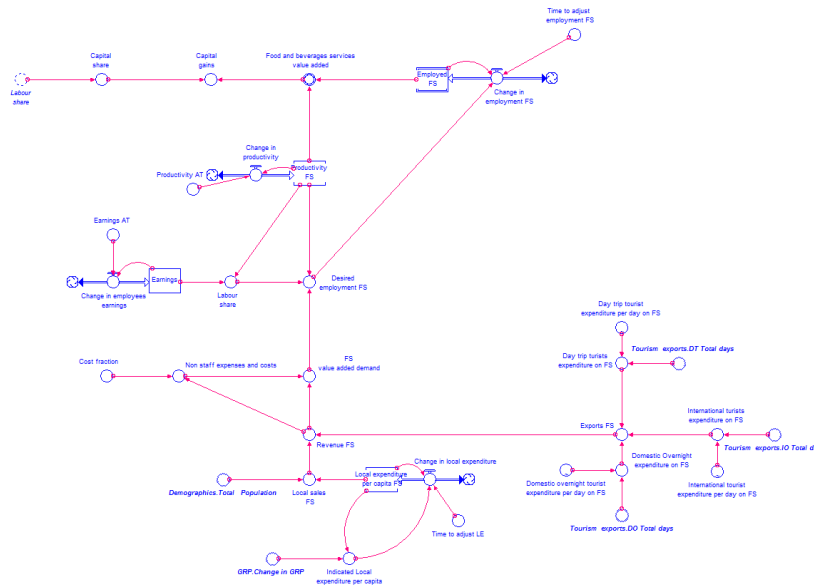 Time to adjust
employment FS
Capital
share
Capital
gains
Food and beverages services
value added
Employed
FS
Labour
share
Change in
employment FS
Change in
productivity
Productivity AT
Productivity
FS
Earnings AT
Earnings
Change in employees
earnings
Labour
share
Desired
employment FS
Day trip tourist
expenditure per day on FS
Tourism exports.DT Total days
Cost fraction
Non staff expenses and costs
FS
value added demand
Day trip turists
expenditure on FS
International turists
expenditure on FS
Exports FS
Revenue FS
Tourism exports.IO Total d
Domestic Overnight
expenditure on FS
Change in local expenditure
Local expenditure
per capita FS
Domestic overnight tourist
expenditure per day on FS
International tourist
expenditure per day on FS
Demographics.Total Population
Local sales
FS
Tourism exports.DO Total days
Time to adjust LE
GRP.Change in GRP
Indicated Local
expenditure per capita